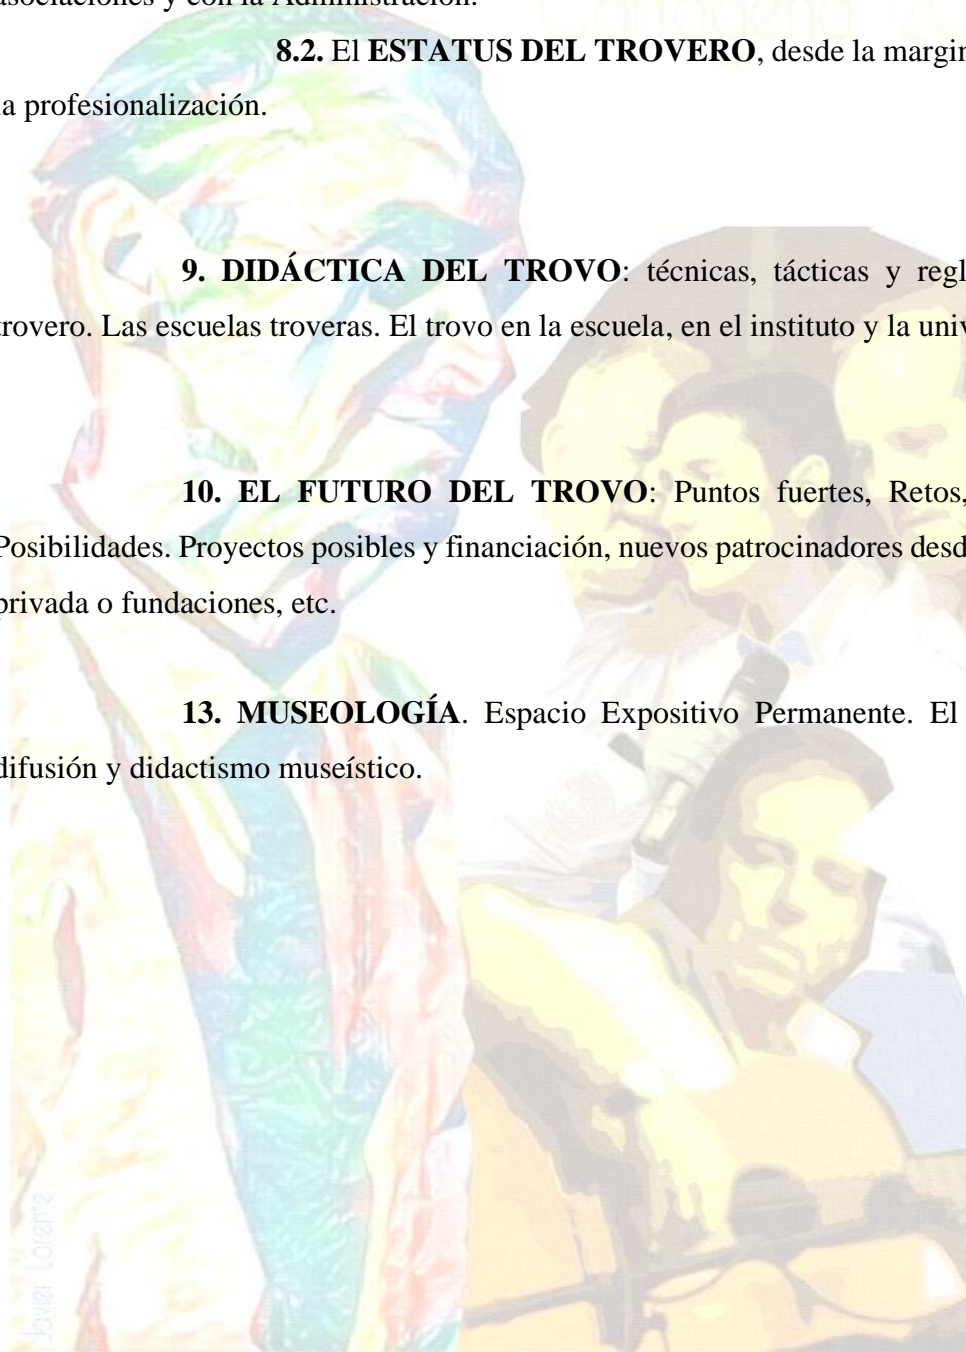 asociaciones y con la Administración.
8.2. El ESTATUS DEL TROVERO, desde la margin
la profesionalización.
9. DIDÁCTICA DEL TROVO: técnicas, tácticas y regl
trovero. Las escuelas troveras. El trovo en la escuela, en el instituto y la univ
10. EL FUTURO DEL TROVO: Puntos fuertes, Retos,
Posibilidades. Proyectos posibles y financiación, nuevos patrocinadores desd
privada o fundaciones, etc.
13. MUSEOLOGÍA. Espacio Expositivo Permanente. El
difusión y didactismo museístico.
Javier Lorente